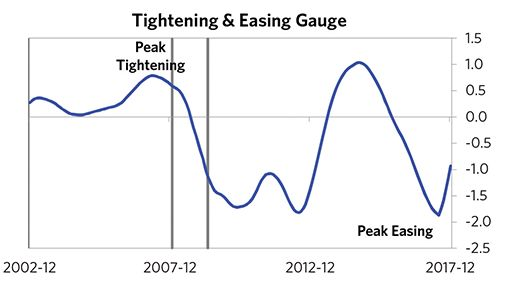 Tightening & Easing Gauge
Peak
Tightening
1.5
1.0
0.5
0.0
-0.5
-1.0
-1.5
-2.0
-2.5
Peak Easing
2002-12 2007-12 2012-12 2017-12